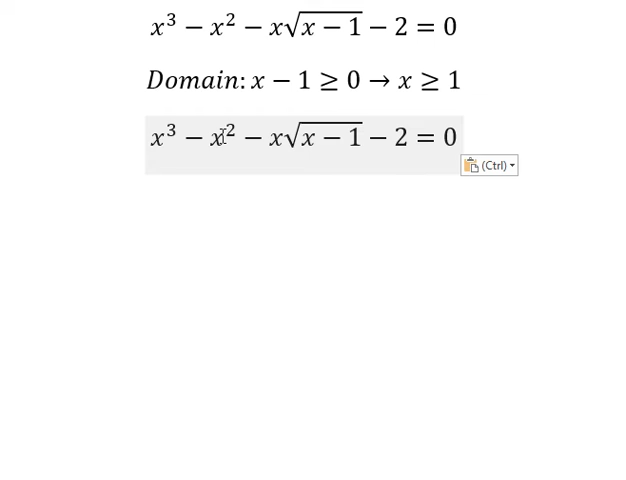 x³ − x² − x√(x − 1) − 2 = 0
Domain: x − 1 ≥ 0 → x ≥ 1
x³ − x² − x√(x − 1) − 2 = 0
(Ctrl)